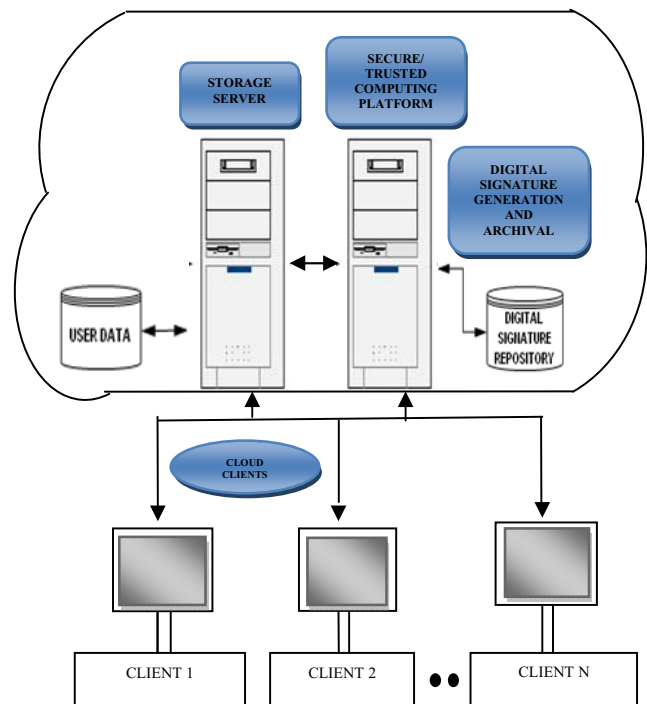 STORAGE
SERVER
SECURE/
TRUSTED
COMPUTING
PLATFORM
DIGITAL
SIGNATURE
GENERATION
AND
ARCHIVAL
USER DATA
DIGITAL
SIGNATURE
REPOSITORY
CLOUD
CLIENTS
CLIENT 1
CLIENT 2
CLIENT N